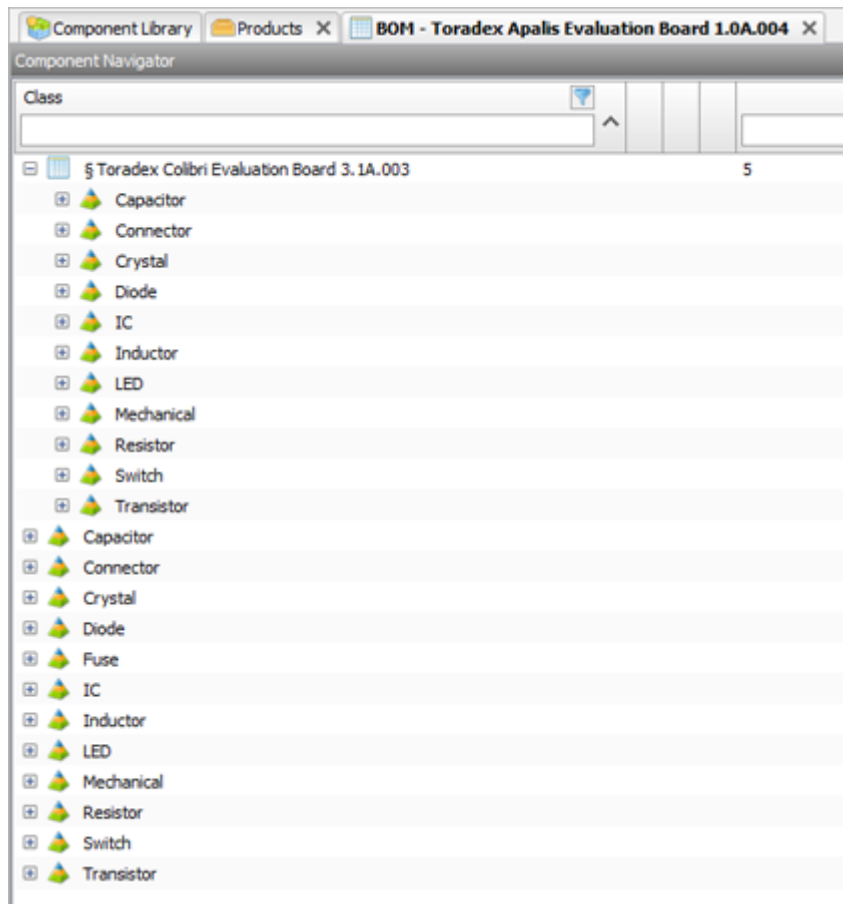 Component Library Products X BOM - Toradex Apalis Evaluation Board 1.0A.004 X
Component Navigator
Class
§ Toradex Colibri Evaluation Board 3.1A.003 5
Capacitor
Connector
Crystal
Diode
IC
Inductor
LED
Mechanical
Resistor
Switch
Transistor
Capacitor
Connector
Crystal
Diode
Fuse
IC
Inductor
LED
Mechanical
Resistor
Switch
Transistor